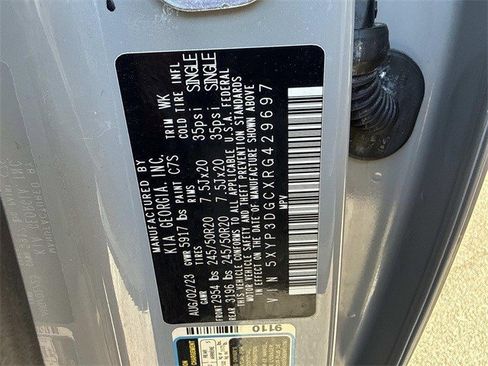 MANUFACTURED BY
KIA GEORGIA, INC.
AUG/02/23 GVWR 5917 lbs PAINT C7S TRIM WK
GAWR TIRES RIMS COLD TIRE INFL
FRONT 2954 lbs 245/50R20 7.5Jx20 35psi SINGLE
REAR 3196 lbs 245/50R20 7.5Jx20 35psi SINGLE
THIS VEHICLE CONFORMS TO ALL APPLICABLE U.S.A. FEDERAL
MOTOR VEHICLE SAFETY AND THEFT PREVENTION STANDARDS
IN EFFECT ON THE DATE OF MANUFACTURE SHOWN ABOVE
MPV
V I N 5XYP3DGCXRG429697
9110